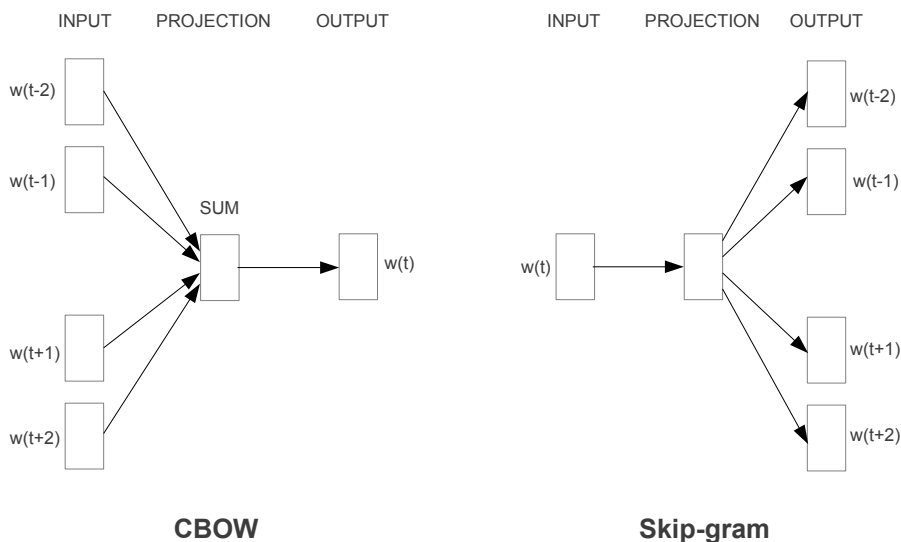 INPUT PROJECTION OUTPUT
w(t-2)
w(t-1)
SUM
w(t)
w(t+1)
w(t+2)
CBOW
INPUT PROJECTION OUTPUT
w(t-2)
w(t-1)
w(t)
w(t+1)
w(t+2)
Skip-gram